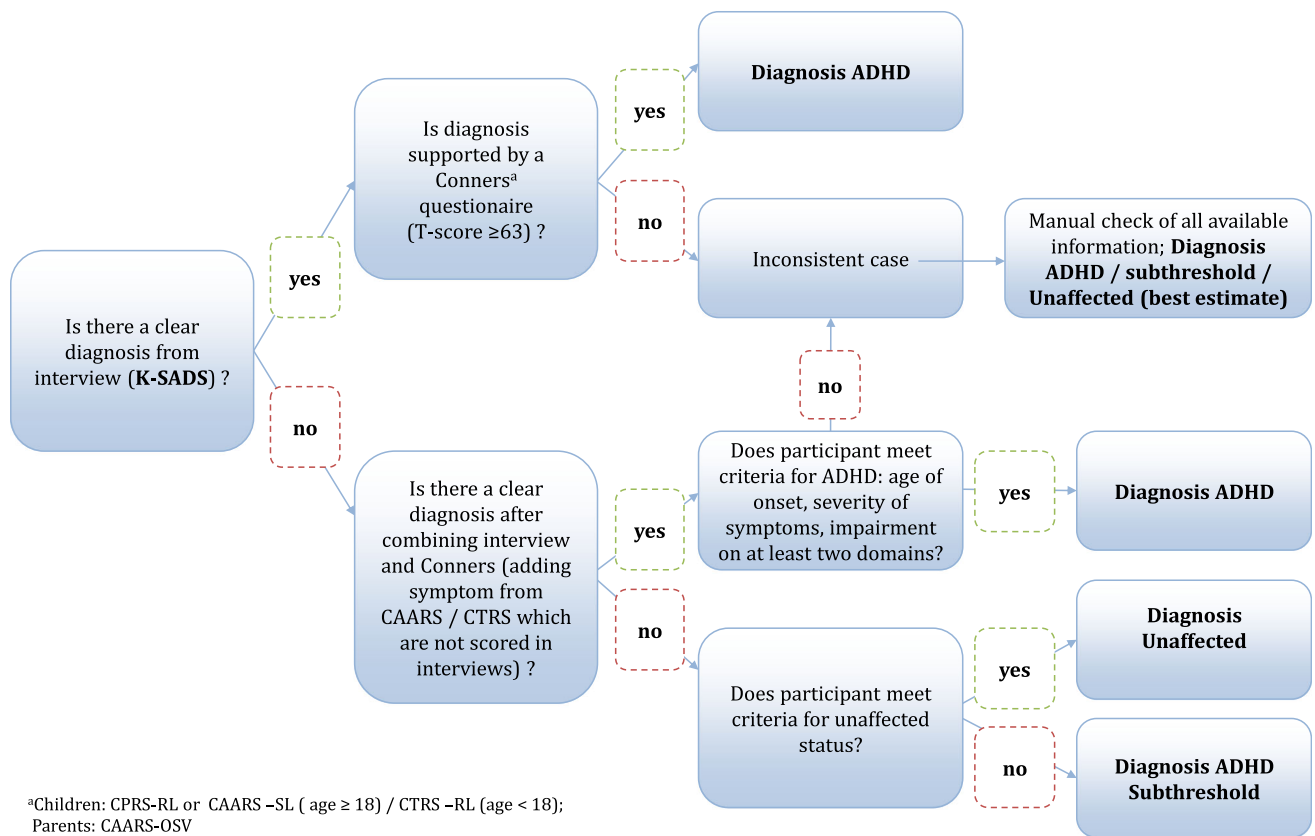 Is there a clear
diagnosis from
interview (K-SADS) ?
yes
no
Is diagnosis
supported by a
Connersᵃ
questionaire
(T-score ≥63) ?
yes
no
Diagnosis ADHD
Inconsistent case
Manual check of all available
information; Diagnosis
ADHD / subthreshold /
Unaffected (best estimate)
no
Is there a clear
diagnosis after
combining interview
and Conners (adding
symptom from
CAARS / CTRS which
are not scored in
interviews) ?
yes
no
Does participant meet
criteria for ADHD: age of
onset, severity of
symptoms, impairment
on at least two domains?
yes
Diagnosis ADHD
Does participant meet
criteria for unaffected
status?
yes
no
Diagnosis
Unaffected
Diagnosis ADHD
Subthreshold
ᵃChildren: CPRS-RL or CAARS –SL ( age ≥ 18) / CTRS –RL (age < 18);
Parents: CAARS-OSV